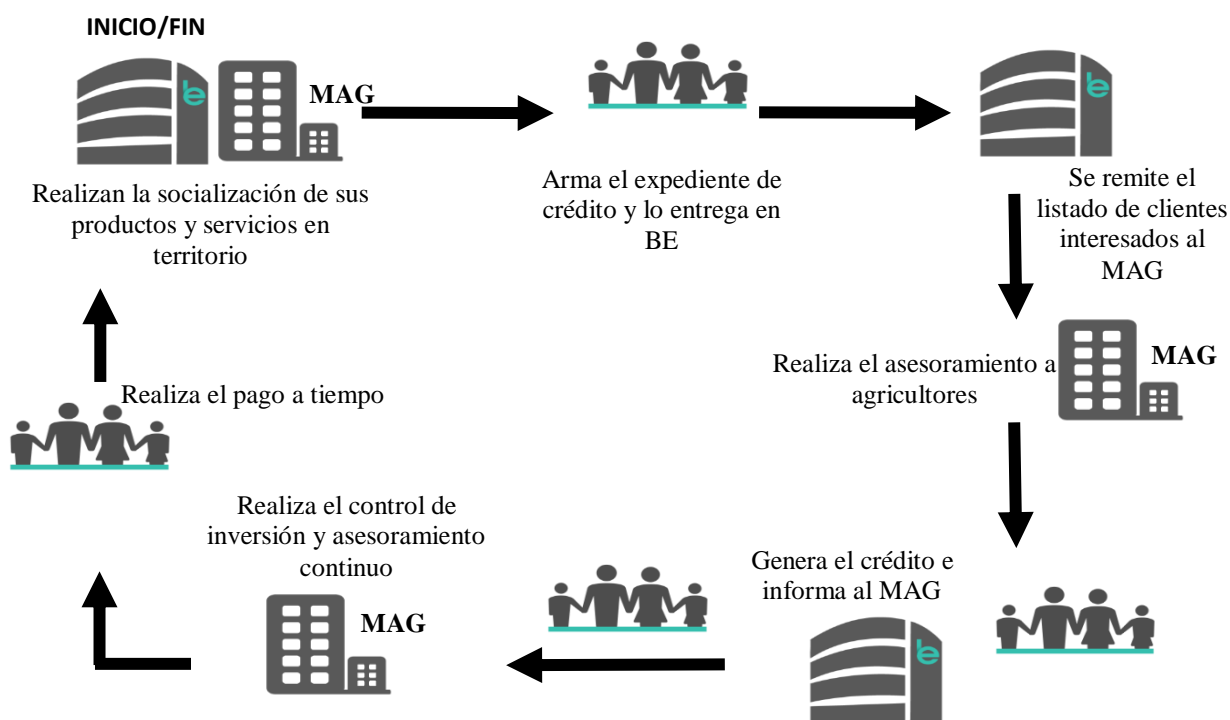 INICIO/FIN
MAG
Realizan la socialización de sus
productos y servicios en
territorio
Arma el expediente de
crédito y lo entrega en
BE
Se remite el
listado de clientes
interesados al
MAG
Realiza el asesoramiento a
agricultores
MAG
Genera el crédito e
informa al MAG
Realiza el control de
inversión y asesoramiento
continuo
MAG
Realiza el pago a tiempo